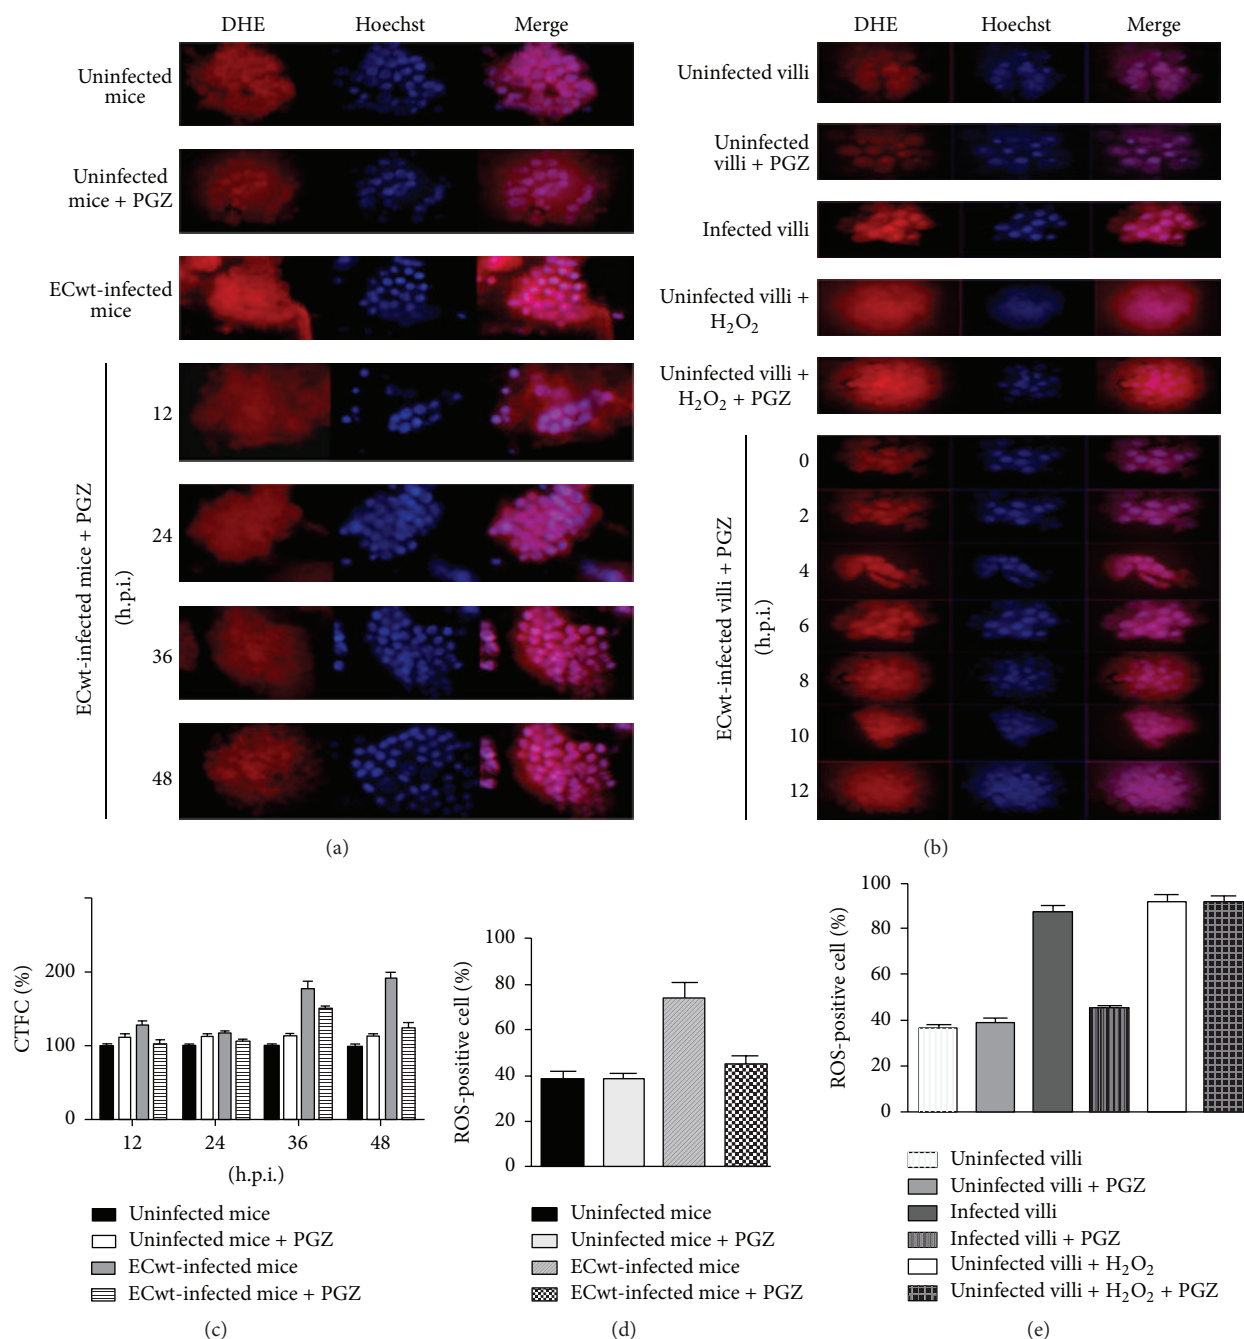 DHE Hoechst Merge
Uninfected mice
Uninfected mice + PGZ
ECwt-infected mice
ECwt-infected mice + PGZ
(h.p.i.)
12
24
36
48
(a)
DHE Hoechst Merge
Uninfected villi
Uninfected villi + PGZ
Infected villi
Uninfected villi + H₂O₂
Uninfected villi + H₂O₂ + PGZ
ECwt-infected villi + PGZ
(h.p.i.)
0
2
4
6
8
10
12
(b)
CTFC (%)
200
100
0
12 24 36 48
(h.p.i.)
Uninfected mice
Uninfected mice + PGZ
ECwt-infected mice
ECwt-infected mice + PGZ
(c)
ROS-positive cell (%)
100
80
60
40
20
0
Uninfected mice
Uninfected mice + PGZ
ECwt-infected mice
ECwt-infected mice + PGZ
(d)
ROS-positive cell (%)
100
80
60
40
20
0
Uninfected villi
Uninfected villi + PGZ
Infected villi
Infected villi + PGZ
Uninfected villi + H₂O₂
Uninfected villi + H₂O₂ + PGZ
(e)